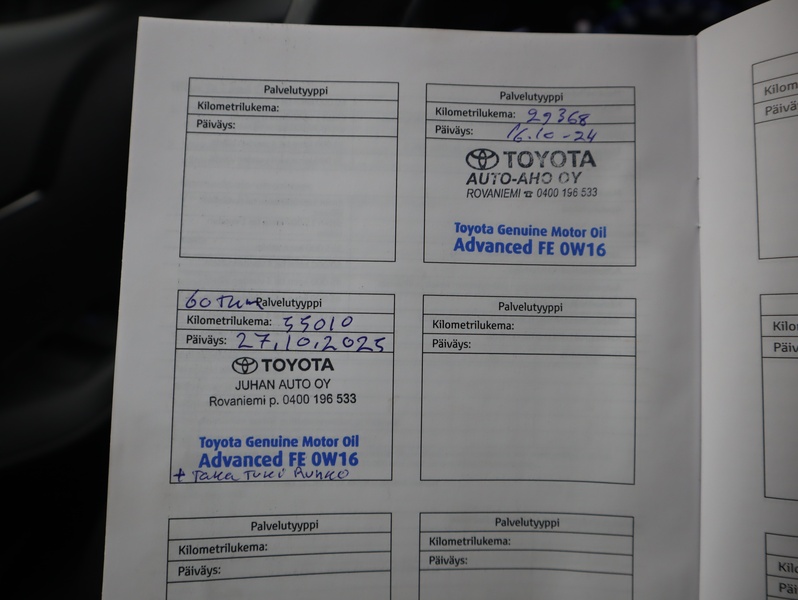 Palvelutyyppi
Kilometrilukema:
Päiväys:
Palvelutyyppi
Kilometrilukema: 29368
Päiväys: 16.10-24
TOYOTA
AUTO-AHO OY
ROVANIEMI ☎ 0400 196 533
Toyota Genuine Motor Oil
Advanced FE 0W16
60 TKM Palvelutyyppi
Kilometrilukema: 55010
Päiväys: 27.10.2025
TOYOTA
JUHAN AUTO OY
Rovaniemi p. 0400 196 533
Toyota Genuine Motor Oil
Advanced FE 0W16
+ Taka Tuki Runko
Palvelutyyppi
Kilometrilukema:
Päiväys:
Palvelutyyppi
Kilometrilukema:
Päiväys:
Palvelutyyppi
Kilometrilukema:
Päiväys: